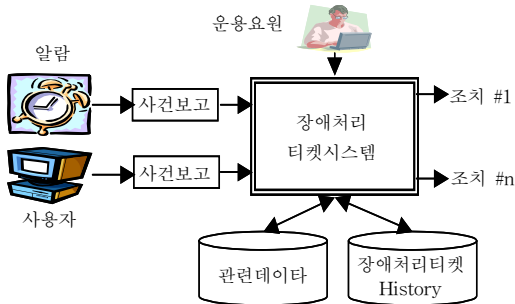 운용요원
알람
사건보고
조치 #1
장애처리
티켓시스템
사건보고
조치 #n
사용자
관련데이타
장애처리티켓
History